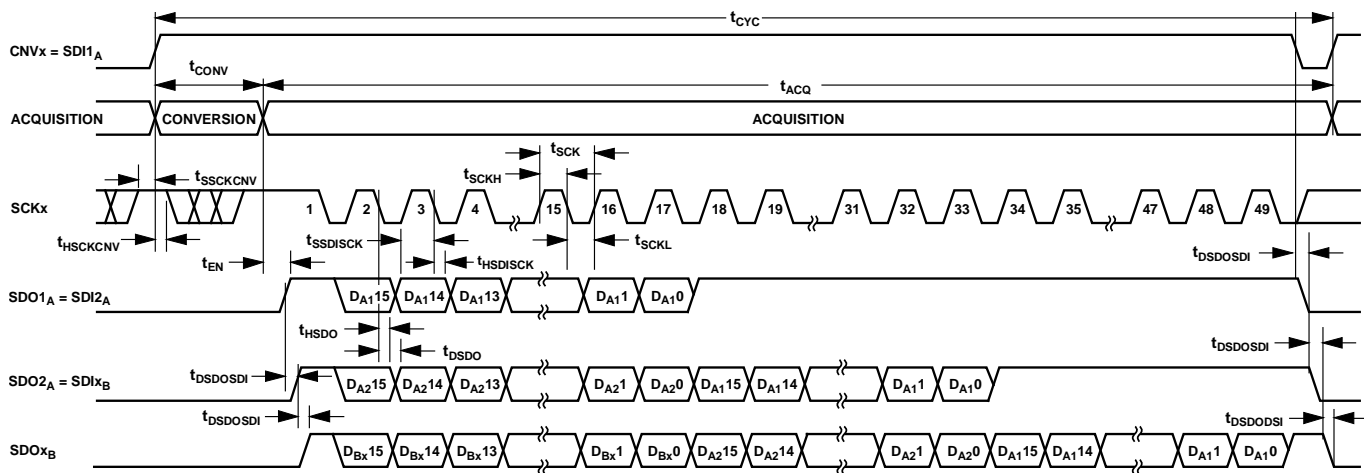 tCYC
CNVx = SDI1A
tCONV
tACQ
ACQUISITION CONVERSION ACQUISITION
tSCK
tSSCKCNV
tSCKH
SCKx 1 2 3 4 15 16 17 18 19 31 32 33 34 35 47 48 49
tHSCKCNV
tSSDISCK
tSCKL
tDSDOSDI
tEN
tHSDISCK
SDO1A = SDI2A DA115 DA114 DA113 DA11 DA10
tHSDO
tDSDO
tDSDOSDI
tDSDOSDI
SDO2A = SDIxB DA215 DA214 DA213 DA21 DA20 DA115 DA114 DA11 DA10
tDSDOSDI
tDSDODSI
SDOxB DBx15 DBx14 DBx13 DBx1 DBx0 DA215 DA214 DA21 DA20 DA115 DA114 DA11 DA10